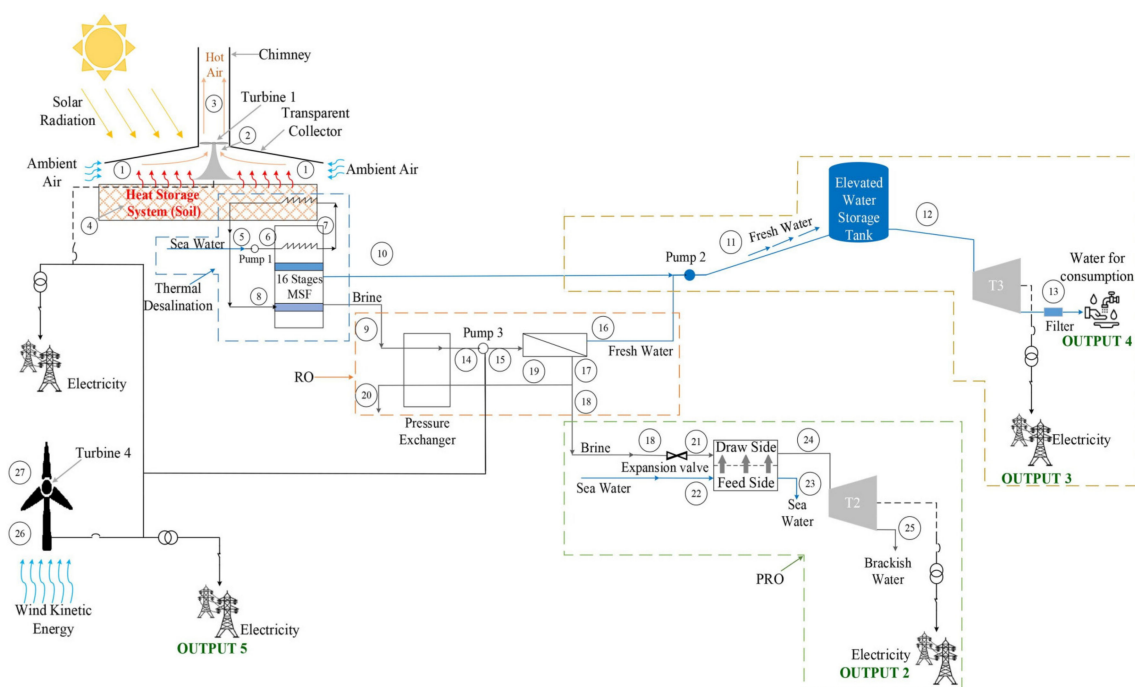 Hot
Air
Chimney
3
Turbine 1
Solar
Radiation
2
Transparent
Collector
Ambient
Air
1
1
Ambient Air
Heat Storage
System (Soil)
4
Sea Water
5
6
7
Pump 1
16 Stages
MSF
8
Thermal
Desalination
10
Brine
Pump 2
11
Fresh Water
Elevated
Water
Storage
Tank
12
T3
Water for
consumption
13
Filter
OUTPUT 4
Electricity
OUTPUT 3
Electricity
9
Pump 3
14
15
16
Fresh Water
19
17
RO
20
Pressure
Exchanger
18
Brine
18
21
Expansion valve
Sea Water
22
Draw Side
Feed Side
24
23
Sea
Water
T2
25
Brackish
Water
PRO
Electricity
OUTPUT 2
Turbine 4
27
26
Wind Kinetic
Energy
Electricity
OUTPUT 5